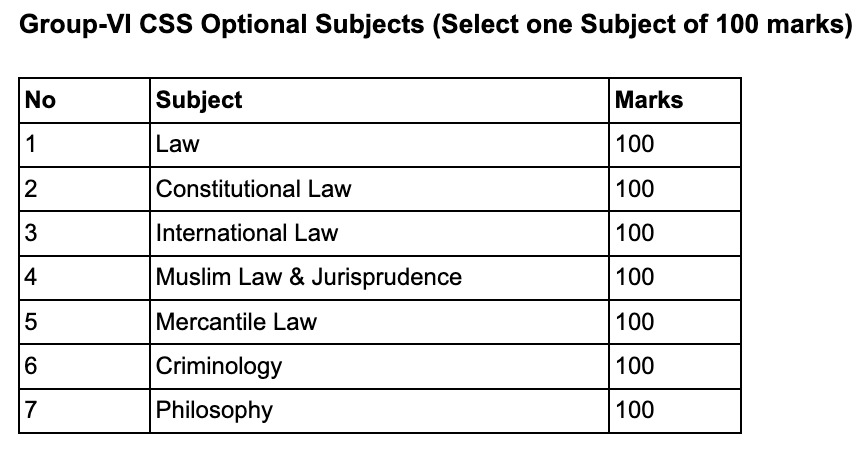 Group-VI CSS Optional Subjects (Select one Subject of 100 marks)
No Subject Marks
1 Law 100
2 Constitutional Law 100
3 International Law 100
4 Muslim Law & Jurisprudence 100
5 Mercantile Law 100
6 Criminology 100
7 Philosophy 100